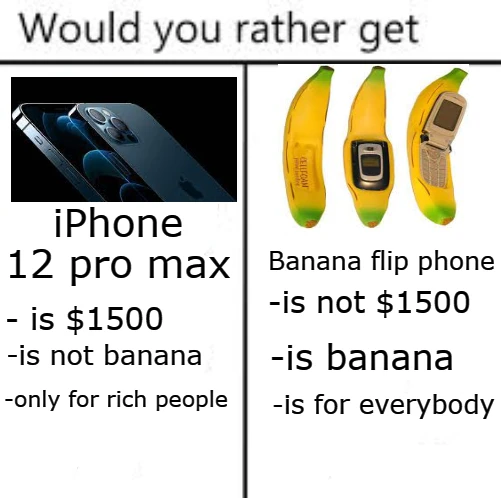 Would you rather get
iPhone
12 pro max
- is $1500
-is not banana
-only for rich people
Banana flip phone
-is not $1500
-is banana
-is for everybody